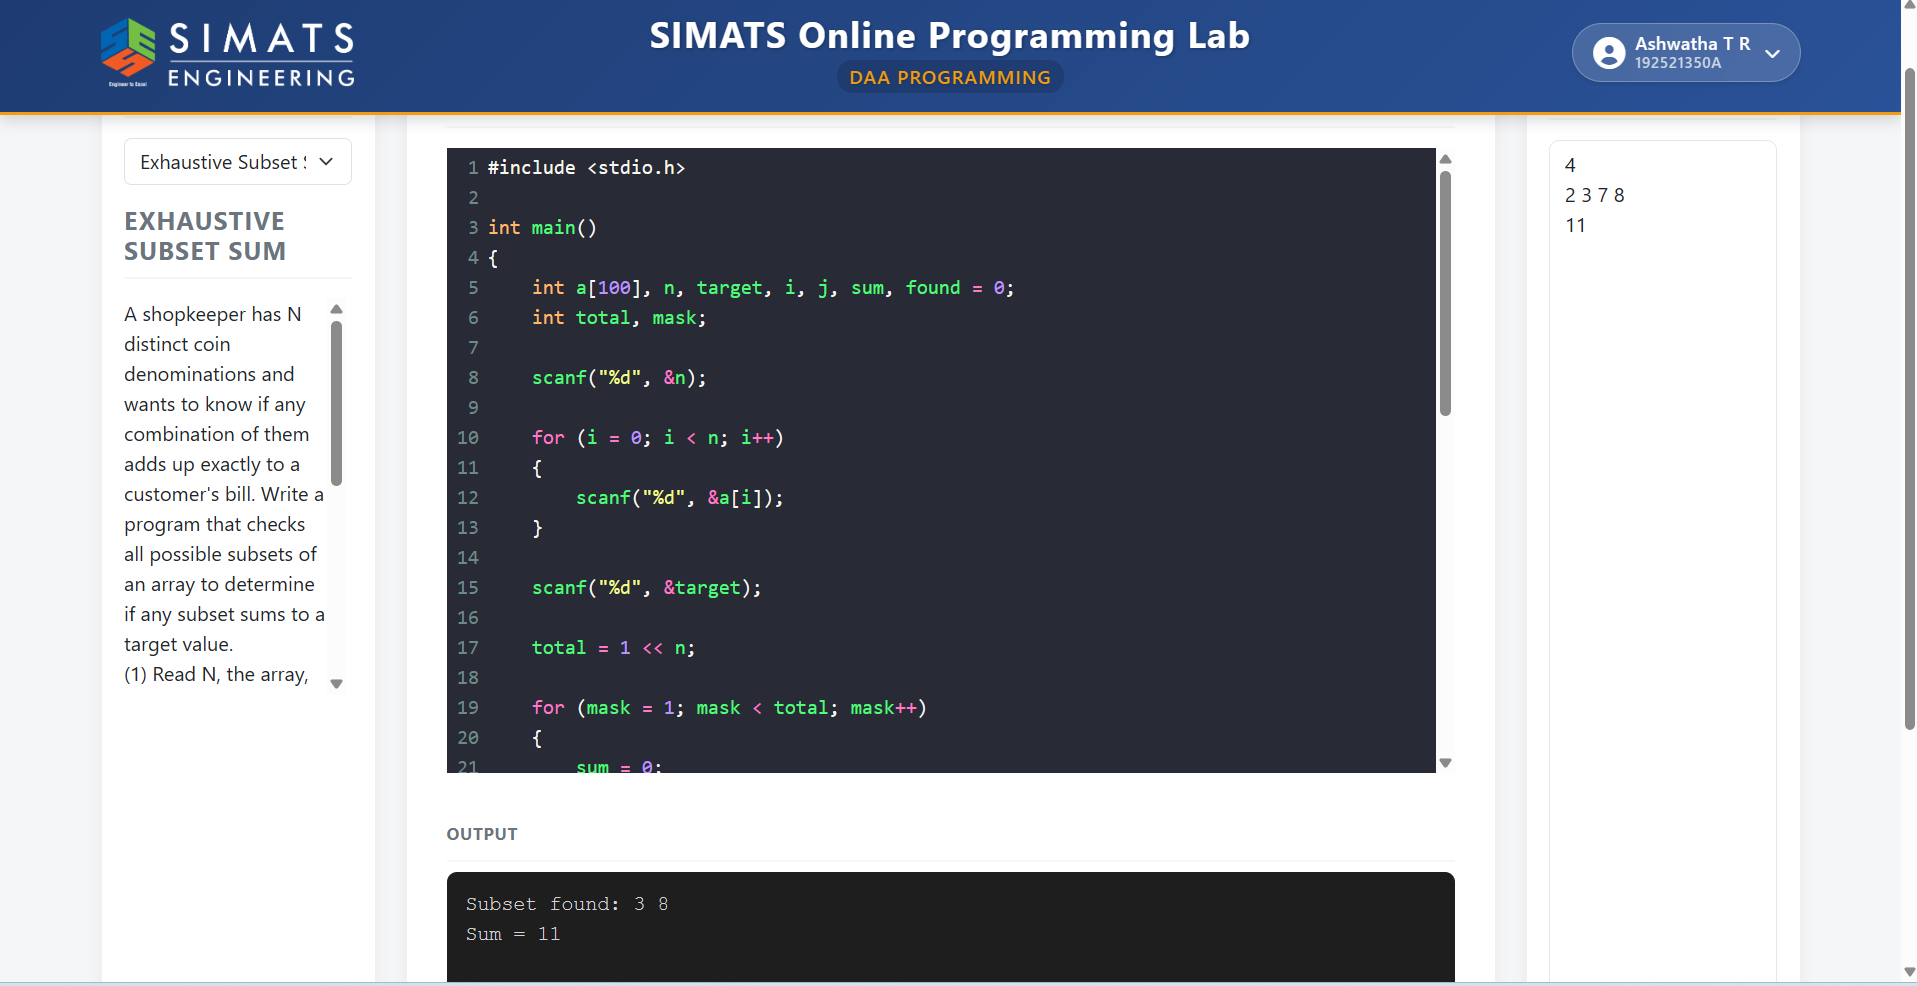 SIMATS
ENGINEERING
Engineer to Excel
SIMATS Online Programming Lab
DAA PROGRAMMING
Ashwatha T R
192521350A
Exhaustive Subset
EXHAUSTIVE
SUBSET SUM
A shopkeeper has N
distinct coin
denominations and
wants to know if any
combination of them
adds up exactly to a
customer's bill. Write a
program that checks
all possible subsets of
an array to determine
if any subset sums to a
target value.
(1) Read N, the array,
1 #include <stdio.h>
2
3 int main()
4 {
5     int a[100], n, target, i, j, sum, found = 0;
6     int total, mask;
7
8     scanf("%d", &n);
9
10     for (i = 0; i < n; i++)
11     {
12         scanf("%d", &a[i]);
13     }
14
15     scanf("%d", &target);
16
17     total = 1 << n;
18
19     for (mask = 1; mask < total; mask++)
20     {
21         sum = 0;
OUTPUT
Subset found: 3 8
Sum = 11
4
2 3 7 8
11